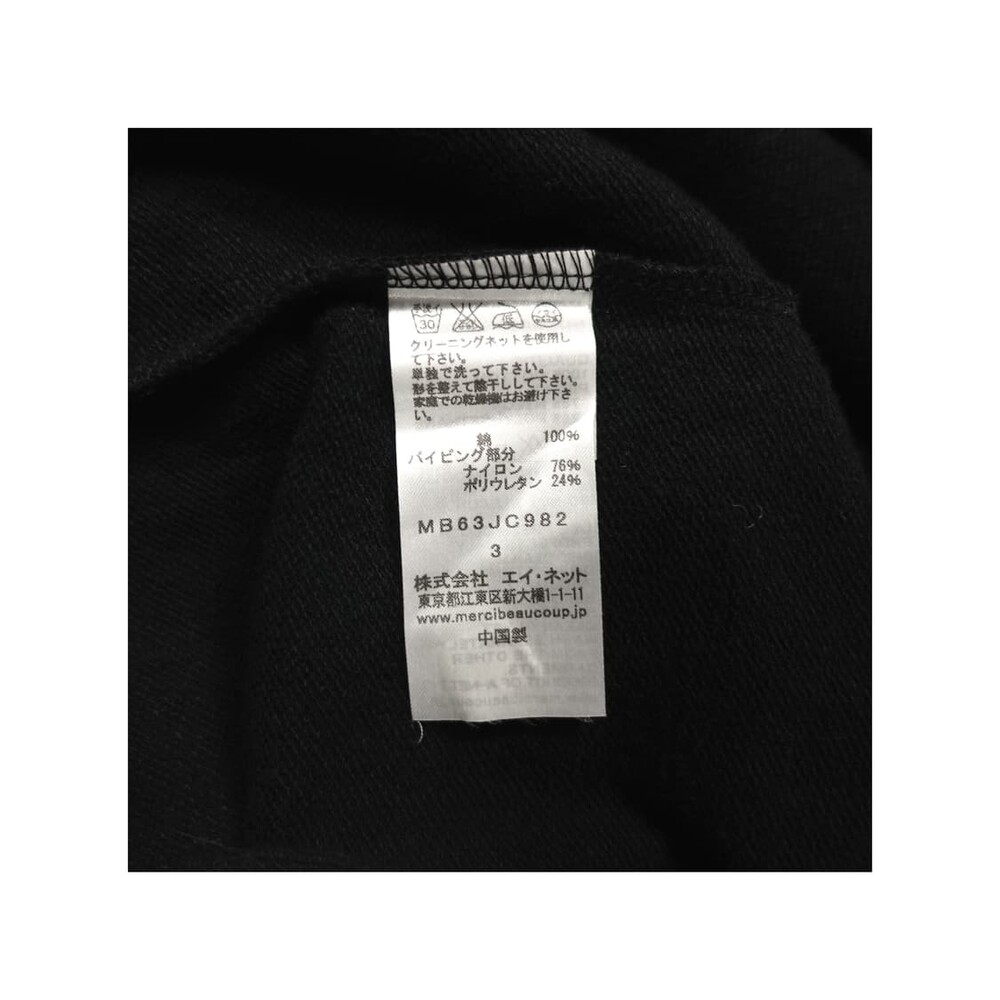 30
低
クリーニングネットを使用し
て下さい。
単独で洗って下さい。
形を整えて陰干しして下さい。
家庭での乾燥機はお避け下さ
い。
綿 100%
パイピング部分
ナイロン 76%
ポリウレタン 24%
MB63JC982
3
株式会社 エイ・ネット
東京都江東区新大橋1-1-11
www.mercibeaucoup.jp
中国製